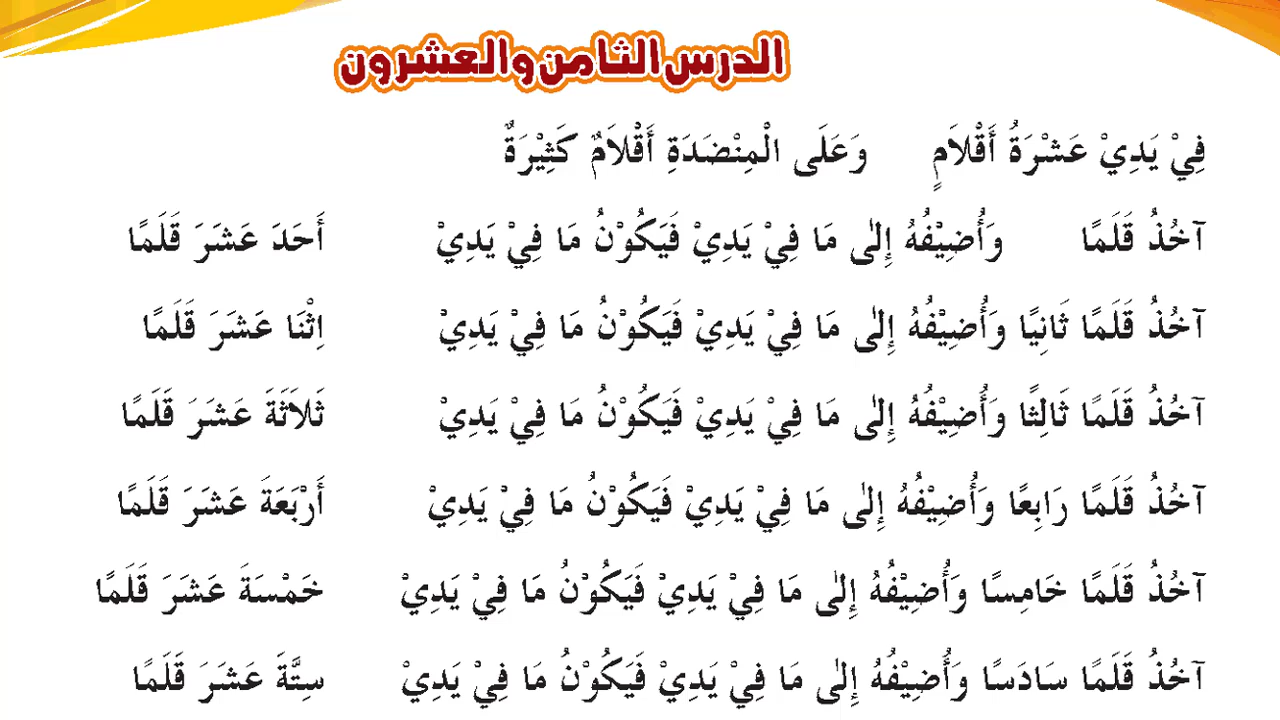 الدرس الثامن والعشرون
فِيْ يَدِيْ عَشْرَةُ أَقْلَامٍ وَعَلَى الْمِنْضَدَةِ أَقْلَامٌ كَثِيْرَةٌ
آخُذُ قَلَمًا وَأُضِيْفُهُ إِلٰى مَا فِيْ يَدِيْ فَيَكُوْنُ مَا فِيْ يَدِيْ أَحَدَ عَشَرَ قَلَمًا
آخُذُ قَلَمًا ثَانِيًا وَأُضِيْفُهُ إِلٰى مَا فِيْ يَدِيْ فَيَكُوْنُ مَا فِيْ يَدِيْ اِثْنَا عَشَرَ قَلَمًا
آخُذُ قَلَمًا ثَالِثًا وَأُضِيْفُهُ إِلٰى مَا فِيْ يَدِيْ فَيَكُوْنُ مَا فِيْ يَدِيْ ثَلَاثَةَ عَشَرَ قَلَمًا
آخُذُ قَلَمًا رَابِعًا وَأُضِيْفُهُ إِلٰى مَا فِيْ يَدِيْ فَيَكُوْنُ مَا فِيْ يَدِيْ أَرْبَعَةَ عَشَرَ قَلَمًا
آخُذُ قَلَمًا خَامِسًا وَأُضِيْفُهُ إِلٰى مَا فِيْ يَدِيْ فَيَكُوْنُ مَا فِيْ يَدِيْ خَمْسَةَ عَشَرَ قَلَمًا
آخُذُ قَلَمًا سَادَسًا وَأُضِيْفُهُ إِلٰى مَا فِيْ يَدِيْ فَيَكُوْنُ مَا فِيْ يَدِيْ سِتَّةَ عَشَرَ قَلَمًا